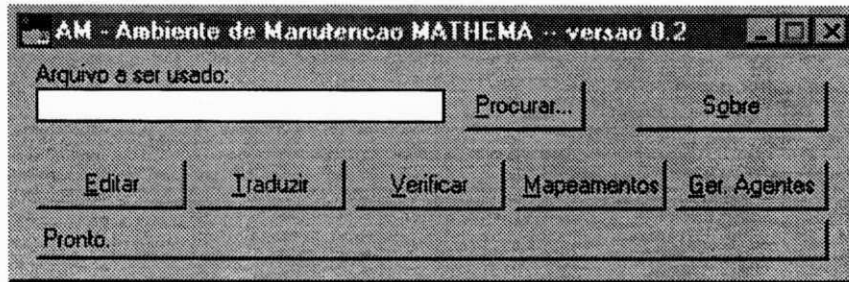 AM - Ambiente de Manutencao MATHEMA -- versao 0.2
Arquivo a ser usado:
Procurar... Sobre
Editar Traduzir Verificar Mapeamentos Ger. Agentes
Pronto.